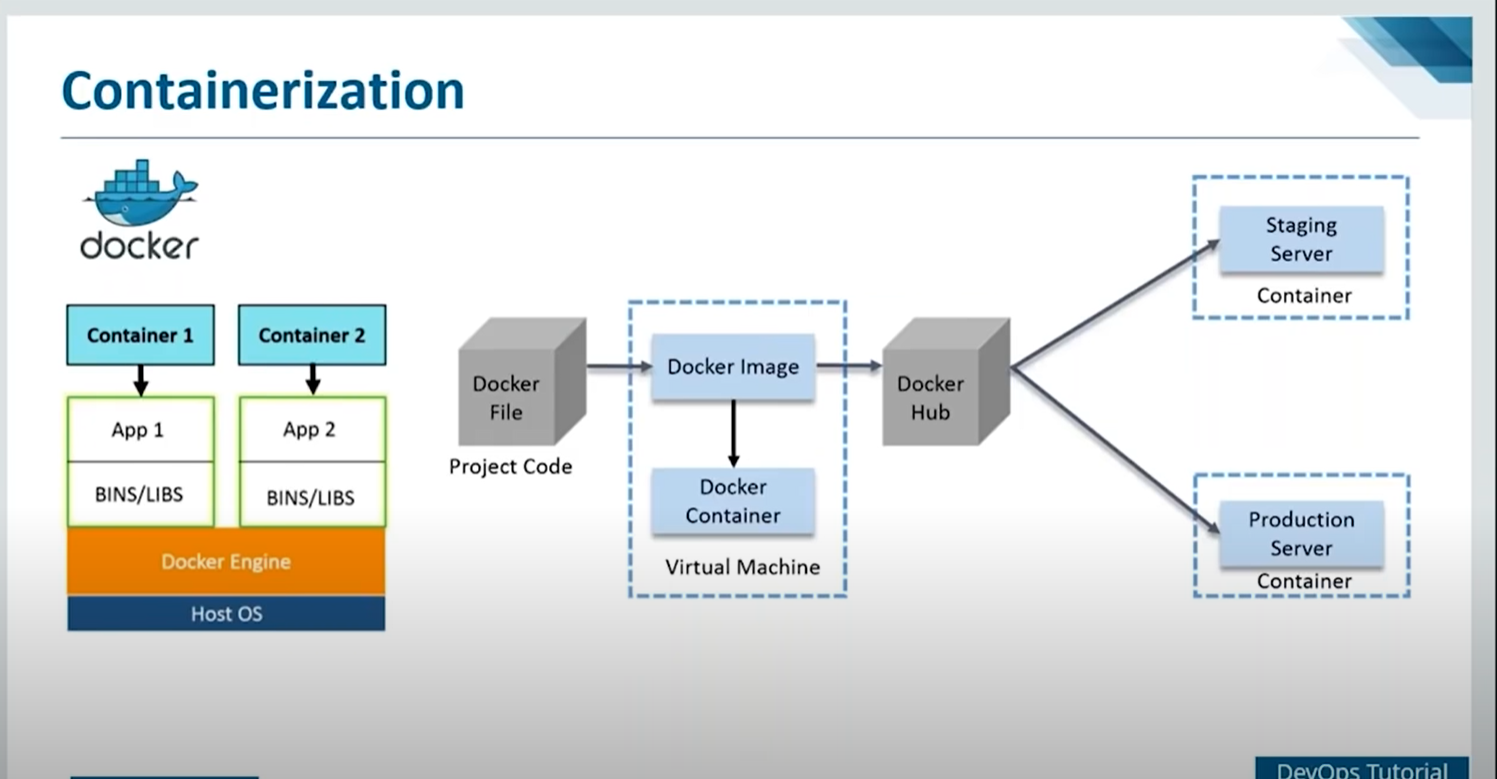 Containerization
docker
Container 1
Container 2
App 1
App 2
BINS/LIBS
BINS/LIBS
Docker Engine
Host OS
Docker
File
Project Code
Docker Image
Docker
Container
Virtual Machine
Docker
Hub
Staging
Server
Container
Production
Server
Container
DevOps Tutorial